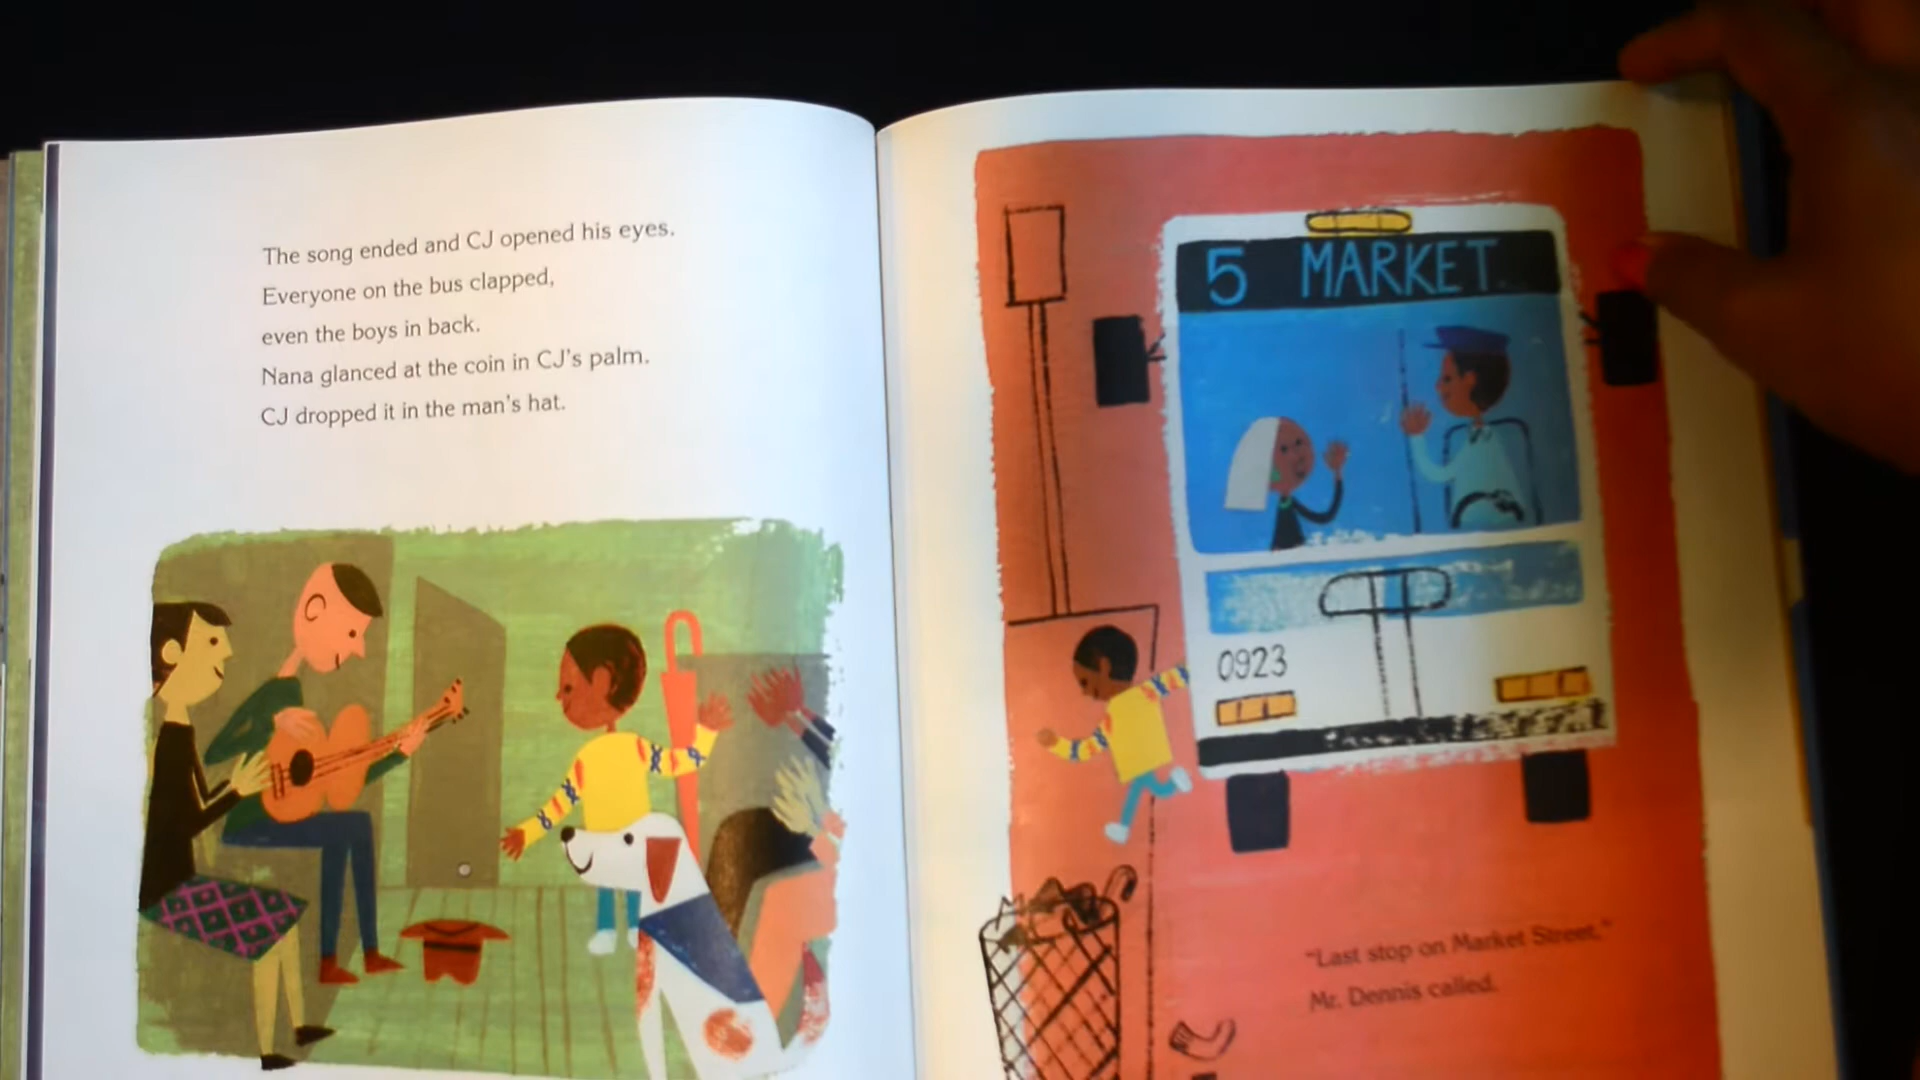 The song ended and CJ opened his eyes.
Everyone on the bus clapped,
even the boys in back.
Nana glanced at the coin in CJ's palm.
CJ dropped it in the man's hat.
5 MARKET
0923
"Last stop on Market Street,"
Mr. Dennis called.